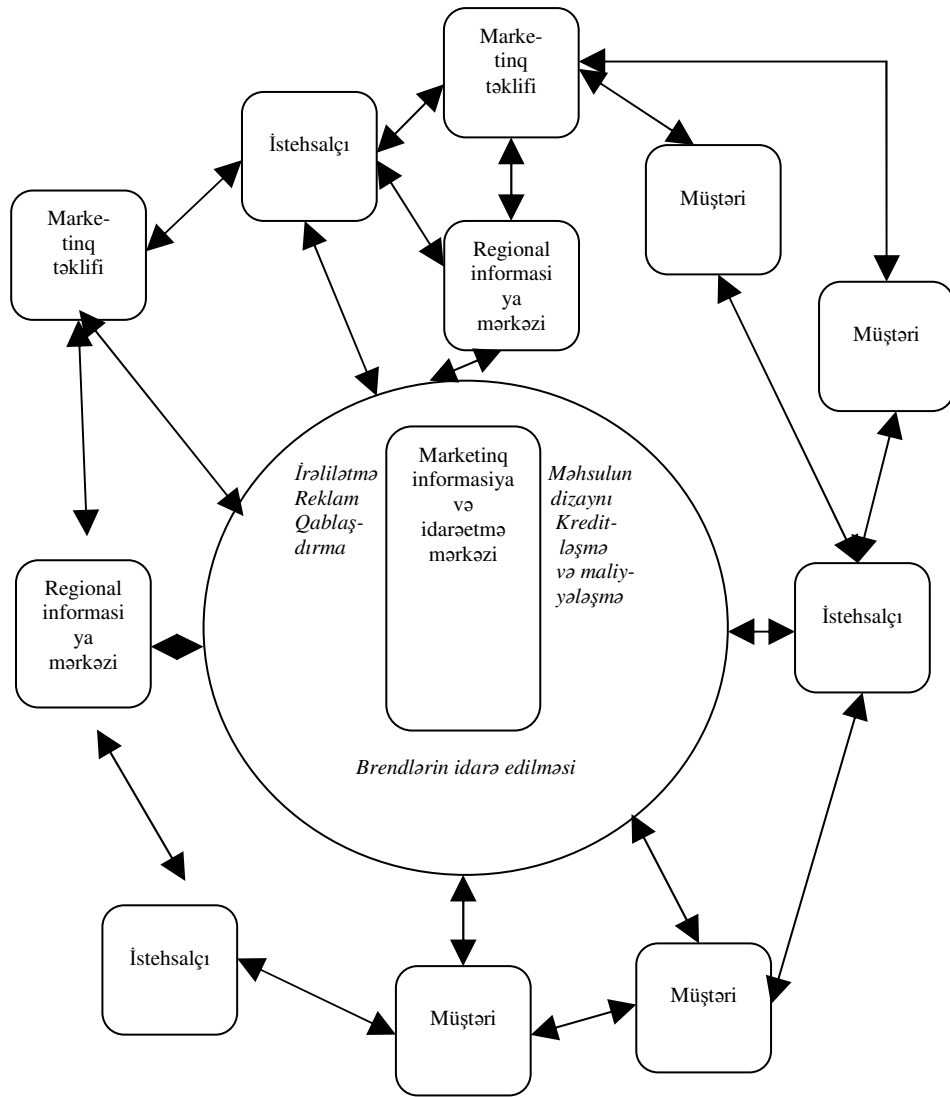 Marke-
tinq
təklifi
İstehsalçı
Müştəri
Marke-
tinq
təklifi
Regional
informasi
ya
mərkəzi
Müştəri
İrəlilətmə
Reklam
Qablaş-
dırma
Marketinq
informasiya
və
idarəetmə
mərkəzi
Məhsulun
dizaynı
Kredit-
ləşmə
və maliy-
yələşmə
Regional
informasi
ya
mərkəzi
İstehsalçı
Brendlərin idarə edilməsi
İstehsalçı
Müştəri
Müştəri